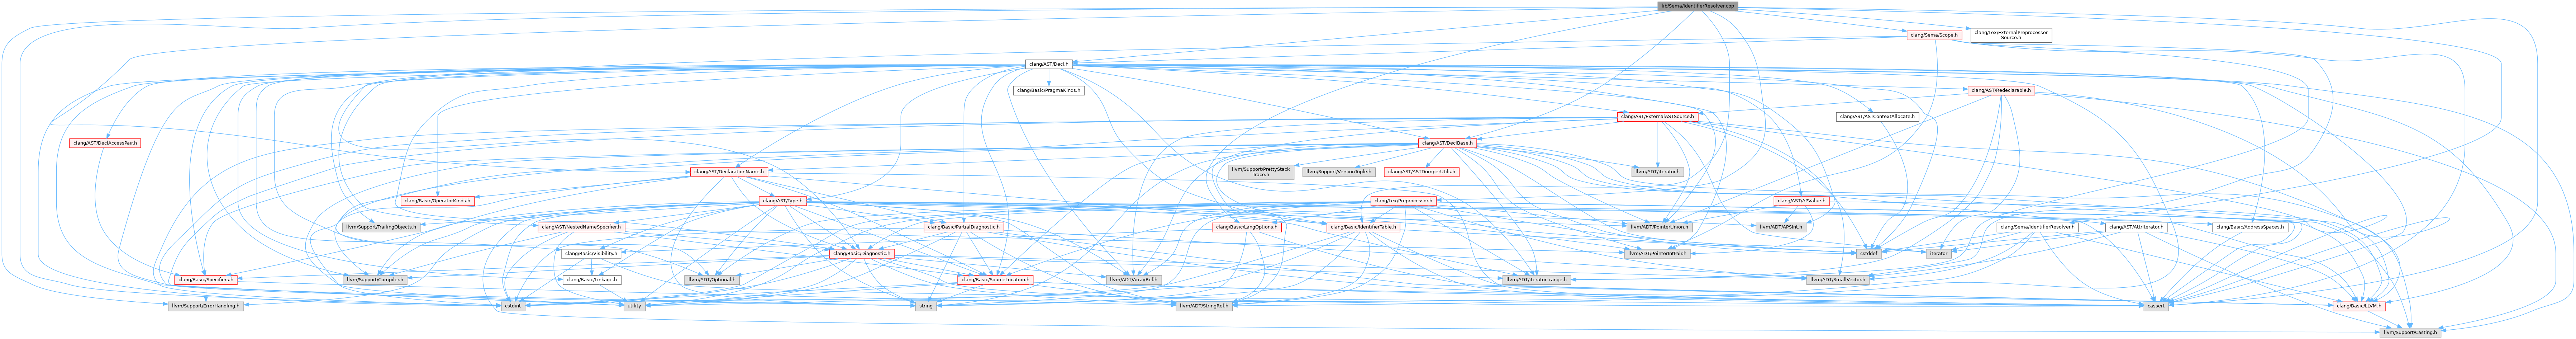 lib/Sema/IdentifierResolver.cpp
clang/Sema/Scope.h
clang/Lex/ExternalPreprocessor
Source.h
clang/AST/Decl.h
clang/Basic/PragmaKinds.h
clang/AST/Redeclarable.h
clang/AST/ExternalASTSource.h
clang/AST/ASTContextAllocate.h
clang/AST/DeclAccessPair.h
clang/AST/DeclBase.h
llvm/Support/PrettyStack
Trace.h
llvm/Support/VersionTuple.h
clang/AST/ASTDumperUtils.h
llvm/ADT/iterator.h
clang/AST/DeclarationName.h
clang/Basic/OperatorKinds.h
clang/AST/Type.h
clang/Lex/Preprocessor.h
clang/AST/APValue.h
llvm/Support/TrailingObjects.h
clang/AST/NestedNameSpecifier.h
clang/Basic/PartialDiagnostic.h
clang/Basic/LangOptions.h
clang/Basic/IdentifierTable.h
llvm/ADT/PointerUnion.h
llvm/ADT/APSInt.h
clang/Sema/IdentifierResolver.h
clang/AST/AttrIterator.h
clang/Basic/AddressSpaces.h
clang/Basic/Visibility.h
clang/Basic/Diagnostic.h
llvm/ADT/PointerIntPair.h
cstddef
iterator
clang/Basic/Specifiers.h
llvm/Support/Compiler.h
clang/Basic/Linkage.h
llvm/ADT/Optional.h
clang/Basic/SourceLocation.h
llvm/ADT/ArrayRef.h
llvm/ADT/iterator_range.h
llvm/ADT/SmallVector.h
llvm/Support/ErrorHandling.h
cstdint
utility
string
llvm/ADT/StringRef.h
cassert
clang/Basic/LLVM.h
llvm/Support/Casting.h